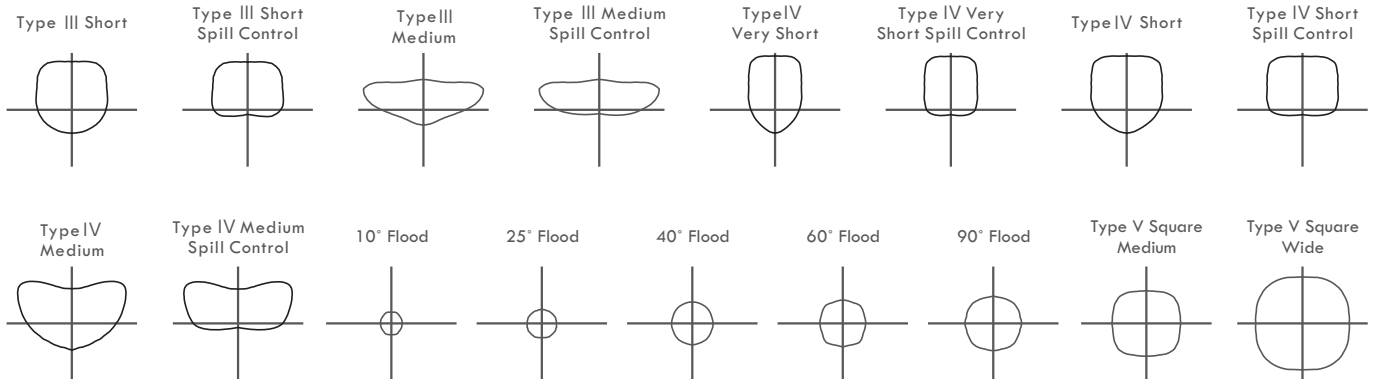 Type III Short
Type III Short
Spill Control
Type III
Medium
Type III Medium
Spill Control
Type IV
Very Short
Type IV Very
Short Spill Control
Type IV Short
Type IV Short
Spill Control
Type IV
Medium
Type IV Medium
Spill Control
10° Flood
25° Flood
40° Flood
60° Flood
90° Flood
Type V Square
Medium
Type V Square
Wide